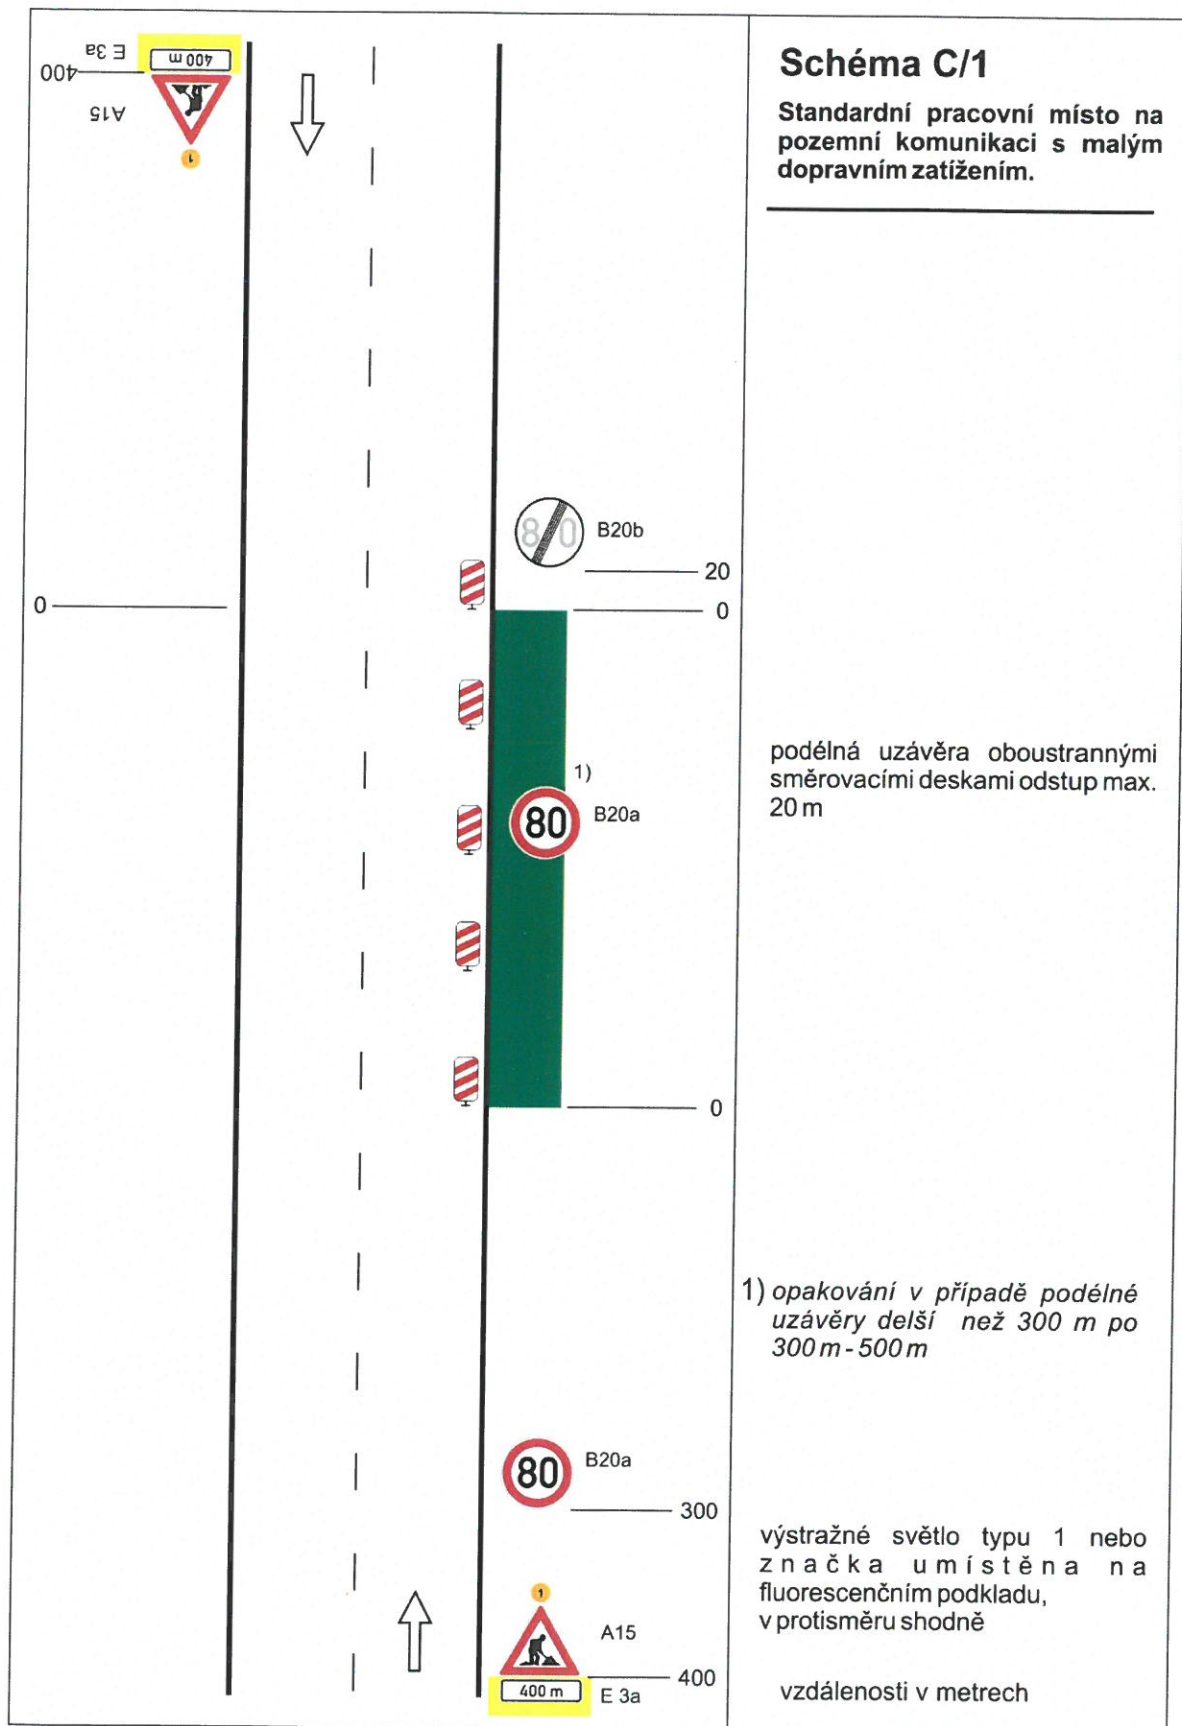 Schéma C/1
Standardní pracovní místo na
pozemní komunikaci s malým
dopravním zatížením.
E 3a
400 m
400
A15
1
B20b
80
20
0
0
podélná uzávěra oboustrannými
směrovacími deskami odstup max.
20 m
1)
80
B20a
0
1) opakování v případě podélné
uzávěry delší než 300 m po
300 m - 500 m
80
B20a
300
výstražné světlo typu 1 nebo
značka umístěna na
fluorescenčním podkladu,
v protisměru shodně
1
A15
400
400 m
E 3a
vzdálenosti v metrech